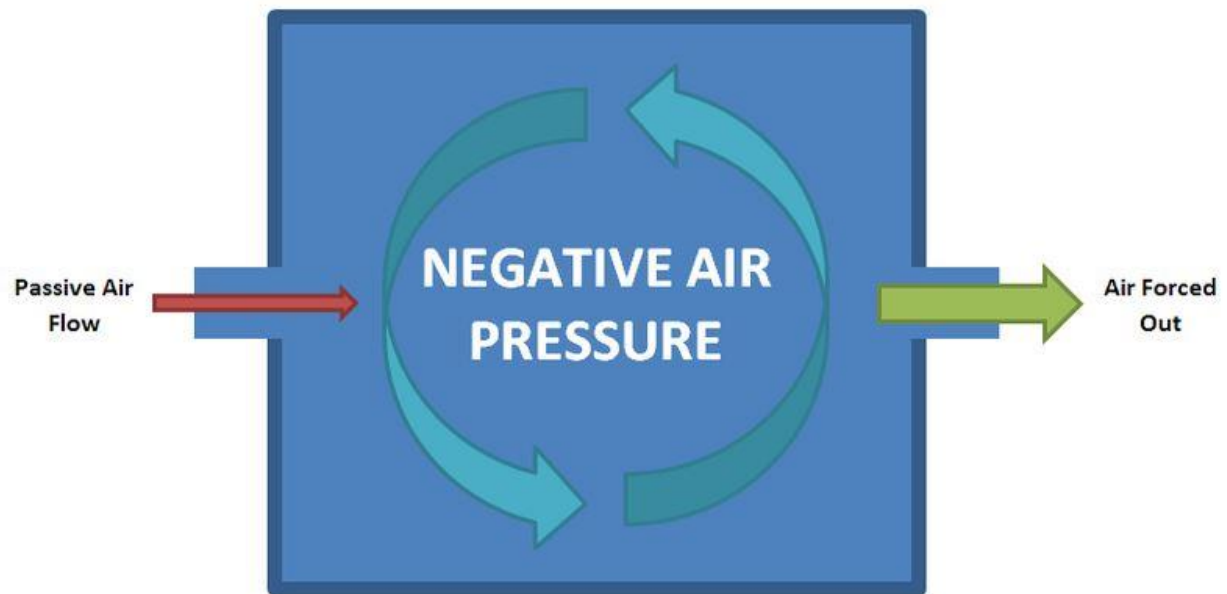 NEGATIVE AIR
PRESSURE
Passive Air
Flow
Air Forced
Out